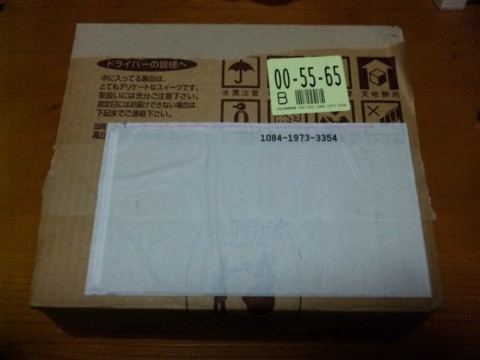 ドライバーの皆様へ
中に入ってる製品は、
とてもデリケートなスイーツです。
取扱いには充分ご注意下さい。
指定日にはお届けできない場合は、
下記までご連絡下さい。
水濡注意
天地無用
00-55-65
B
1084-1973-3354